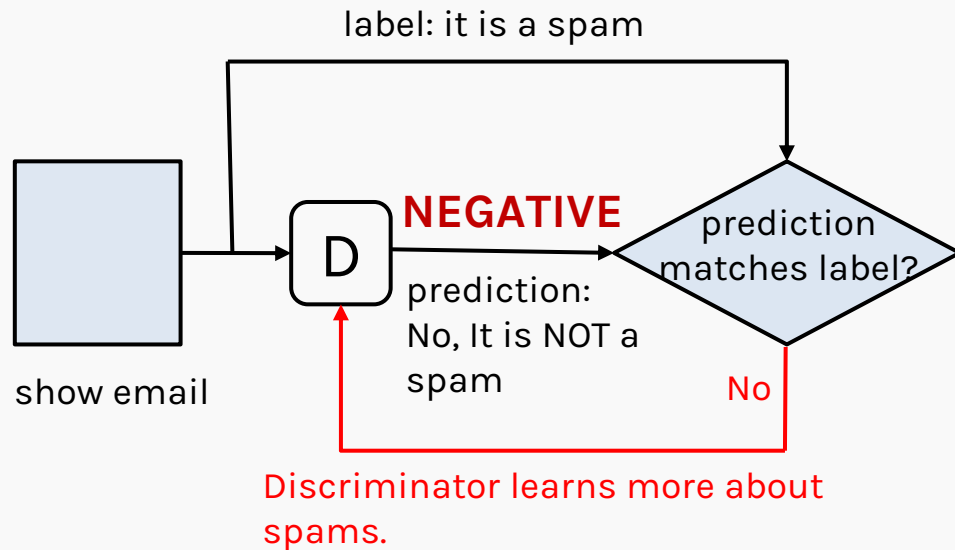 label: it is a spam
NEGATIVE
D
prediction
matches label?
prediction:
No, It is NOT a
spam
show email
No
Discriminator learns more about
spams.